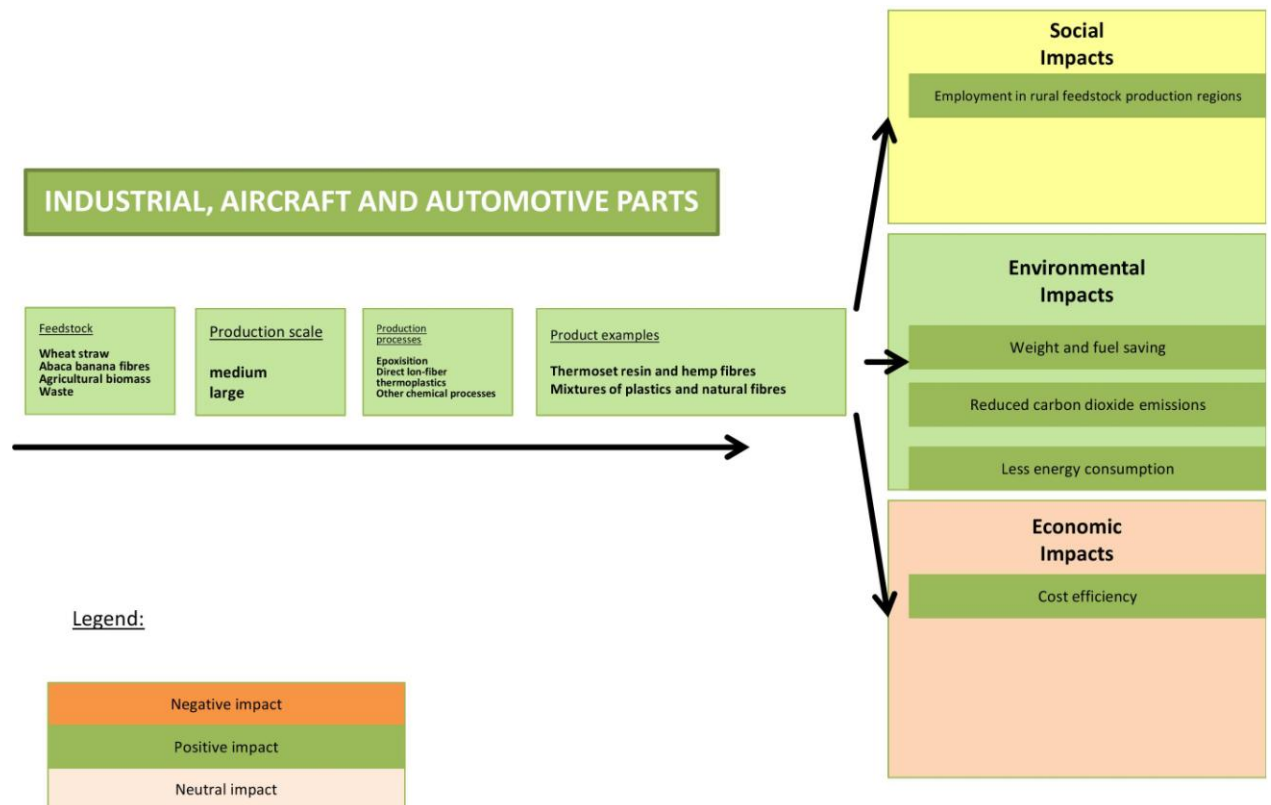 INDUSTRIAL, AIRCRAFT AND AUTOMOTIVE PARTS
Feedstock
Wheat straw
Abaca banana fibres
Agricultural biomass
Waste
Production scale
medium
large
Production
processes
Epoxisition
Direct lon-fiber
thermoplastics
Other chemical processes
Product examples
Thermoset resin and hemp fibres
Mixtures of plastics and natural fibres
Social
Impacts
Employment in rural feedstock production regions
Environmental
Impacts
Weight and fuel saving
Reduced carbon dioxide emissions
Less energy consumption
Economic
Impacts
Cost efficiency
Legend:
Negative impact
Positive impact
Neutral impact